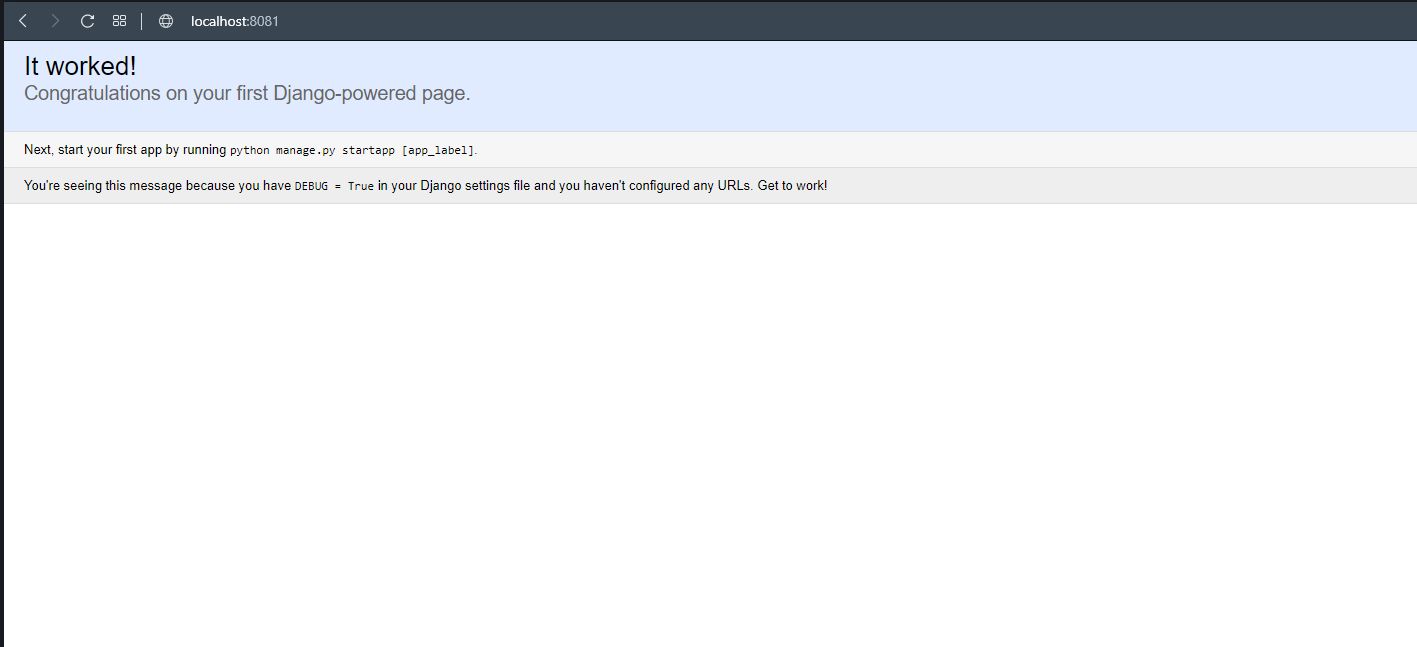 localhost:8081
It worked!
Congratulations on your first Django-powered page.
Next, start your first app by running python manage.py startapp [app_label].
You're seeing this message because you have DEBUG = True in your Django settings file and you haven't configured any URLs. Get to work!